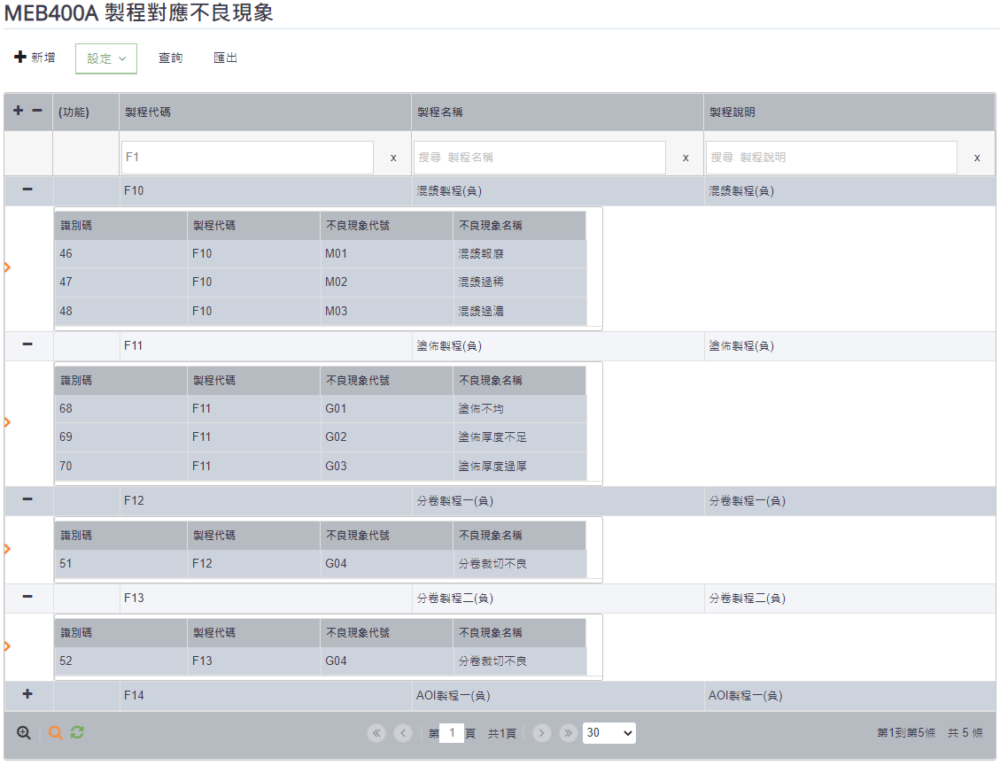 MEB400A 製程對應不良現象
新增 設定 查詢 匯出
(功能) 製程代碼 製程名稱 製程說明
F1 x 搜尋 製程名稱 x 搜尋 製程說明 x
F10 混漿製程(負) 混漿製程(負)
識別碼 製程代碼 不良現象代號 不良現象名稱
46 F10 M01 混漿報廢
47 F10 M02 混漿過稀
48 F10 M03 混漿過濃
F11 塗佈製程(負) 塗佈製程(負)
識別碼 製程代碼 不良現象代號 不良現象名稱
68 F11 G01 塗佈不均
69 F11 G02 塗佈厚度不足
70 F11 G03 塗佈厚度過厚
F12 分卷製程一(負) 分卷製程一(負)
識別碼 製程代碼 不良現象代號 不良現象名稱
51 F12 G04 分卷裁切不良
F13 分卷製程二(負) 分卷製程二(負)
識別碼 製程代碼 不良現象代號 不良現象名稱
52 F13 G04 分卷裁切不良
F14 AOI製程一(負) AOI製程一(負)
第 1 頁 共1頁 30 第1到第5條 共 5 條